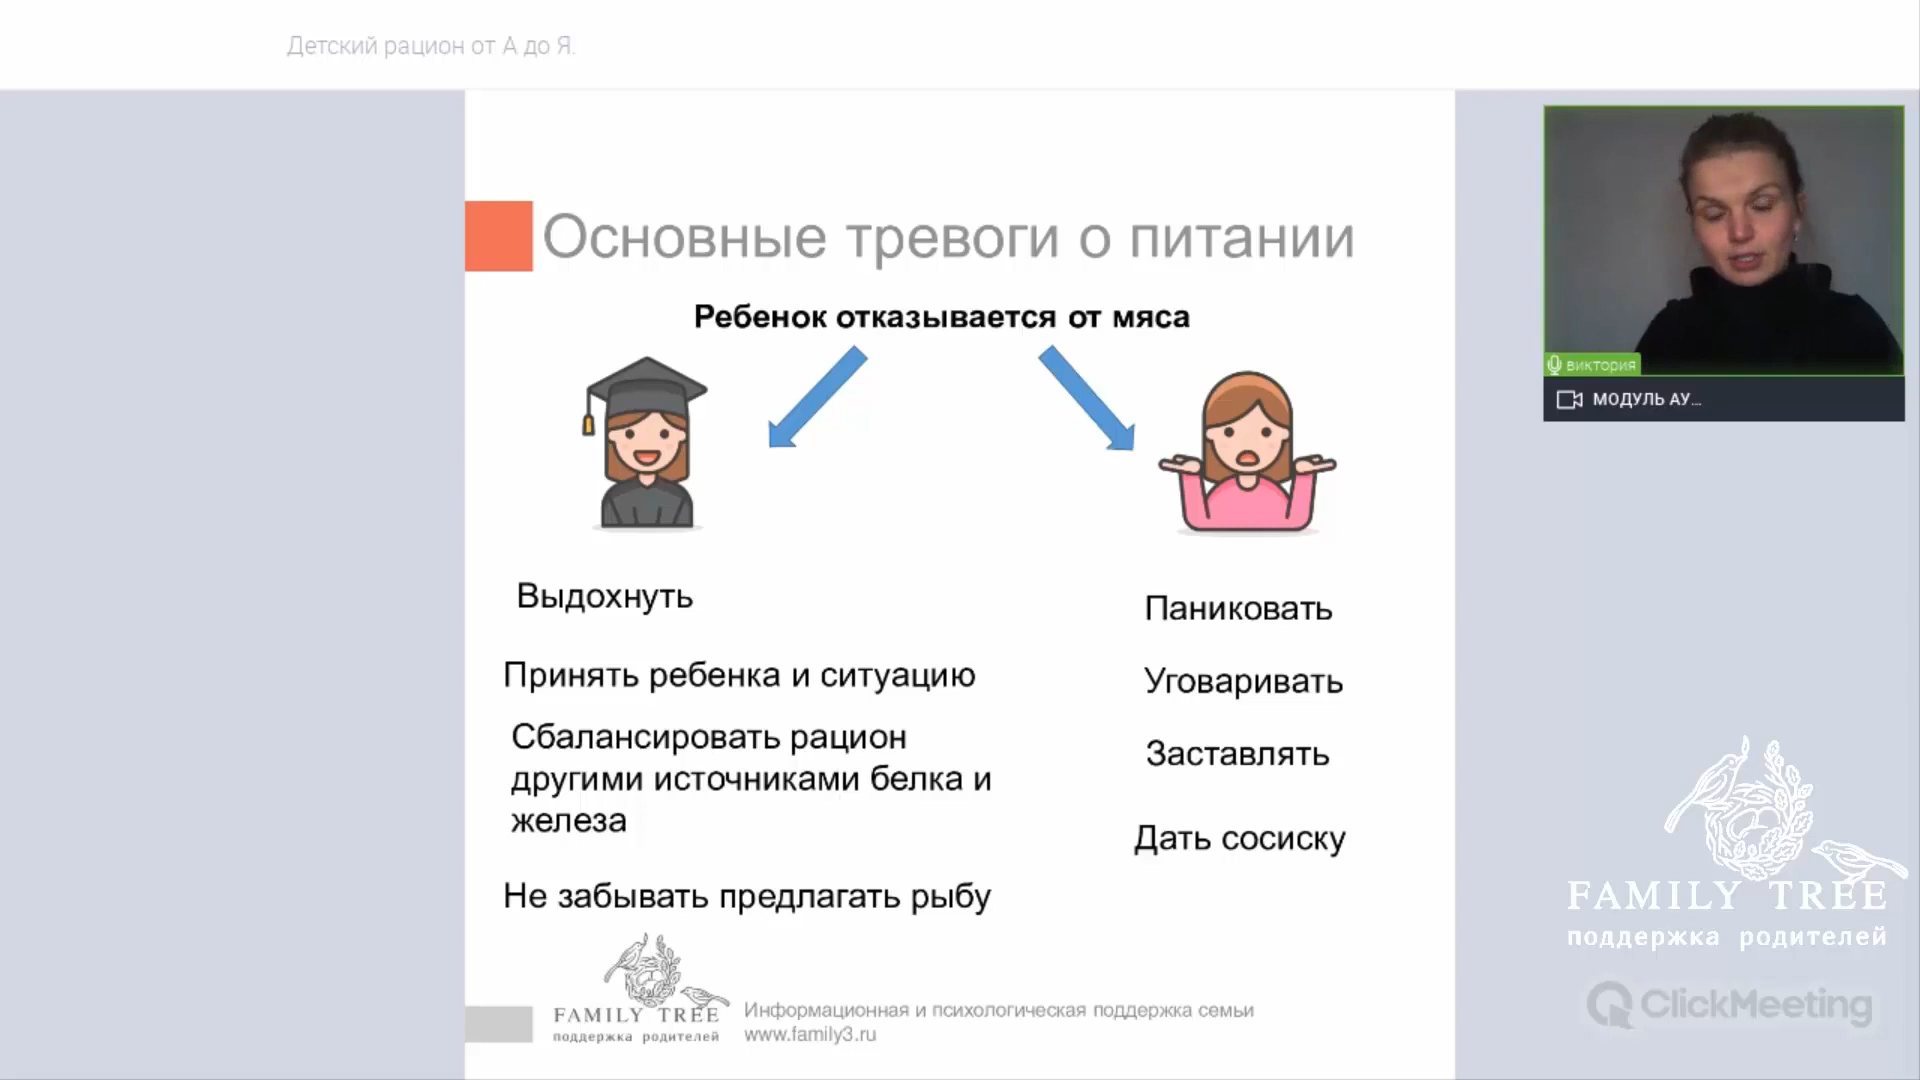 Детский рацион от А до Я.
Основные тревоги о питании
Ребенок отказывается от мяса
Выдохнуть
Принять ребенка и ситуацию
Сбалансировать рацион
другими источниками белка и
железа
Не забывать предлагать рыбу
Паниковать
Уговаривать
Заставлять
Дать сосиску
FAMILY TREE
поддержка родителей
Информационная и психологическая поддержка семьи
www.family3.ru
виктория
МОДУЛЬ АУ...
FAMILY TREE
поддержка родителей
ClickMeeting